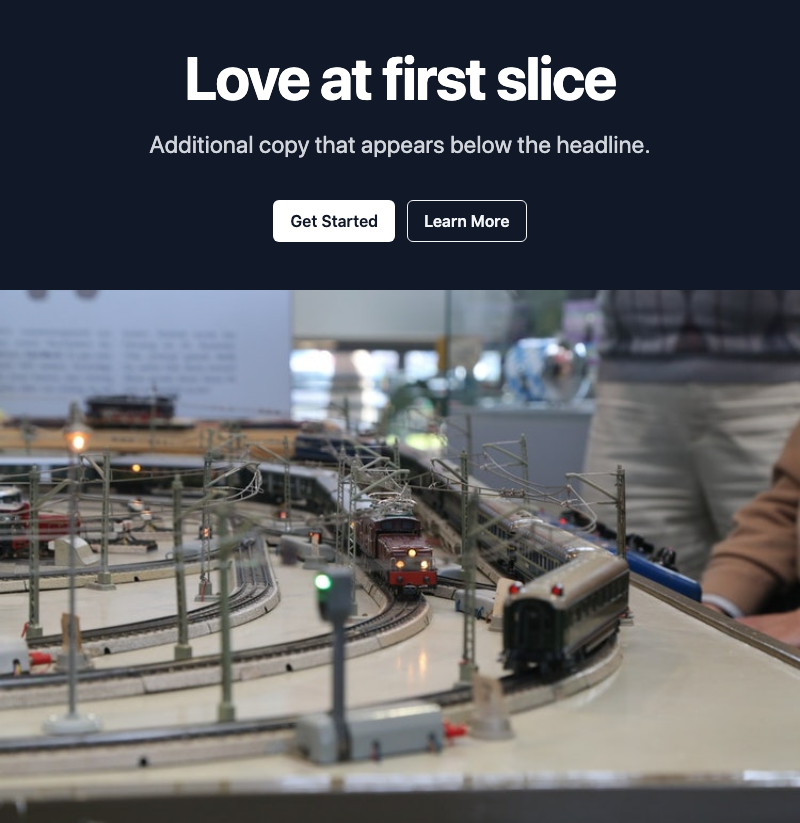 Love at first slice
Additional copy that appears below the headline.
Get Started
Learn More